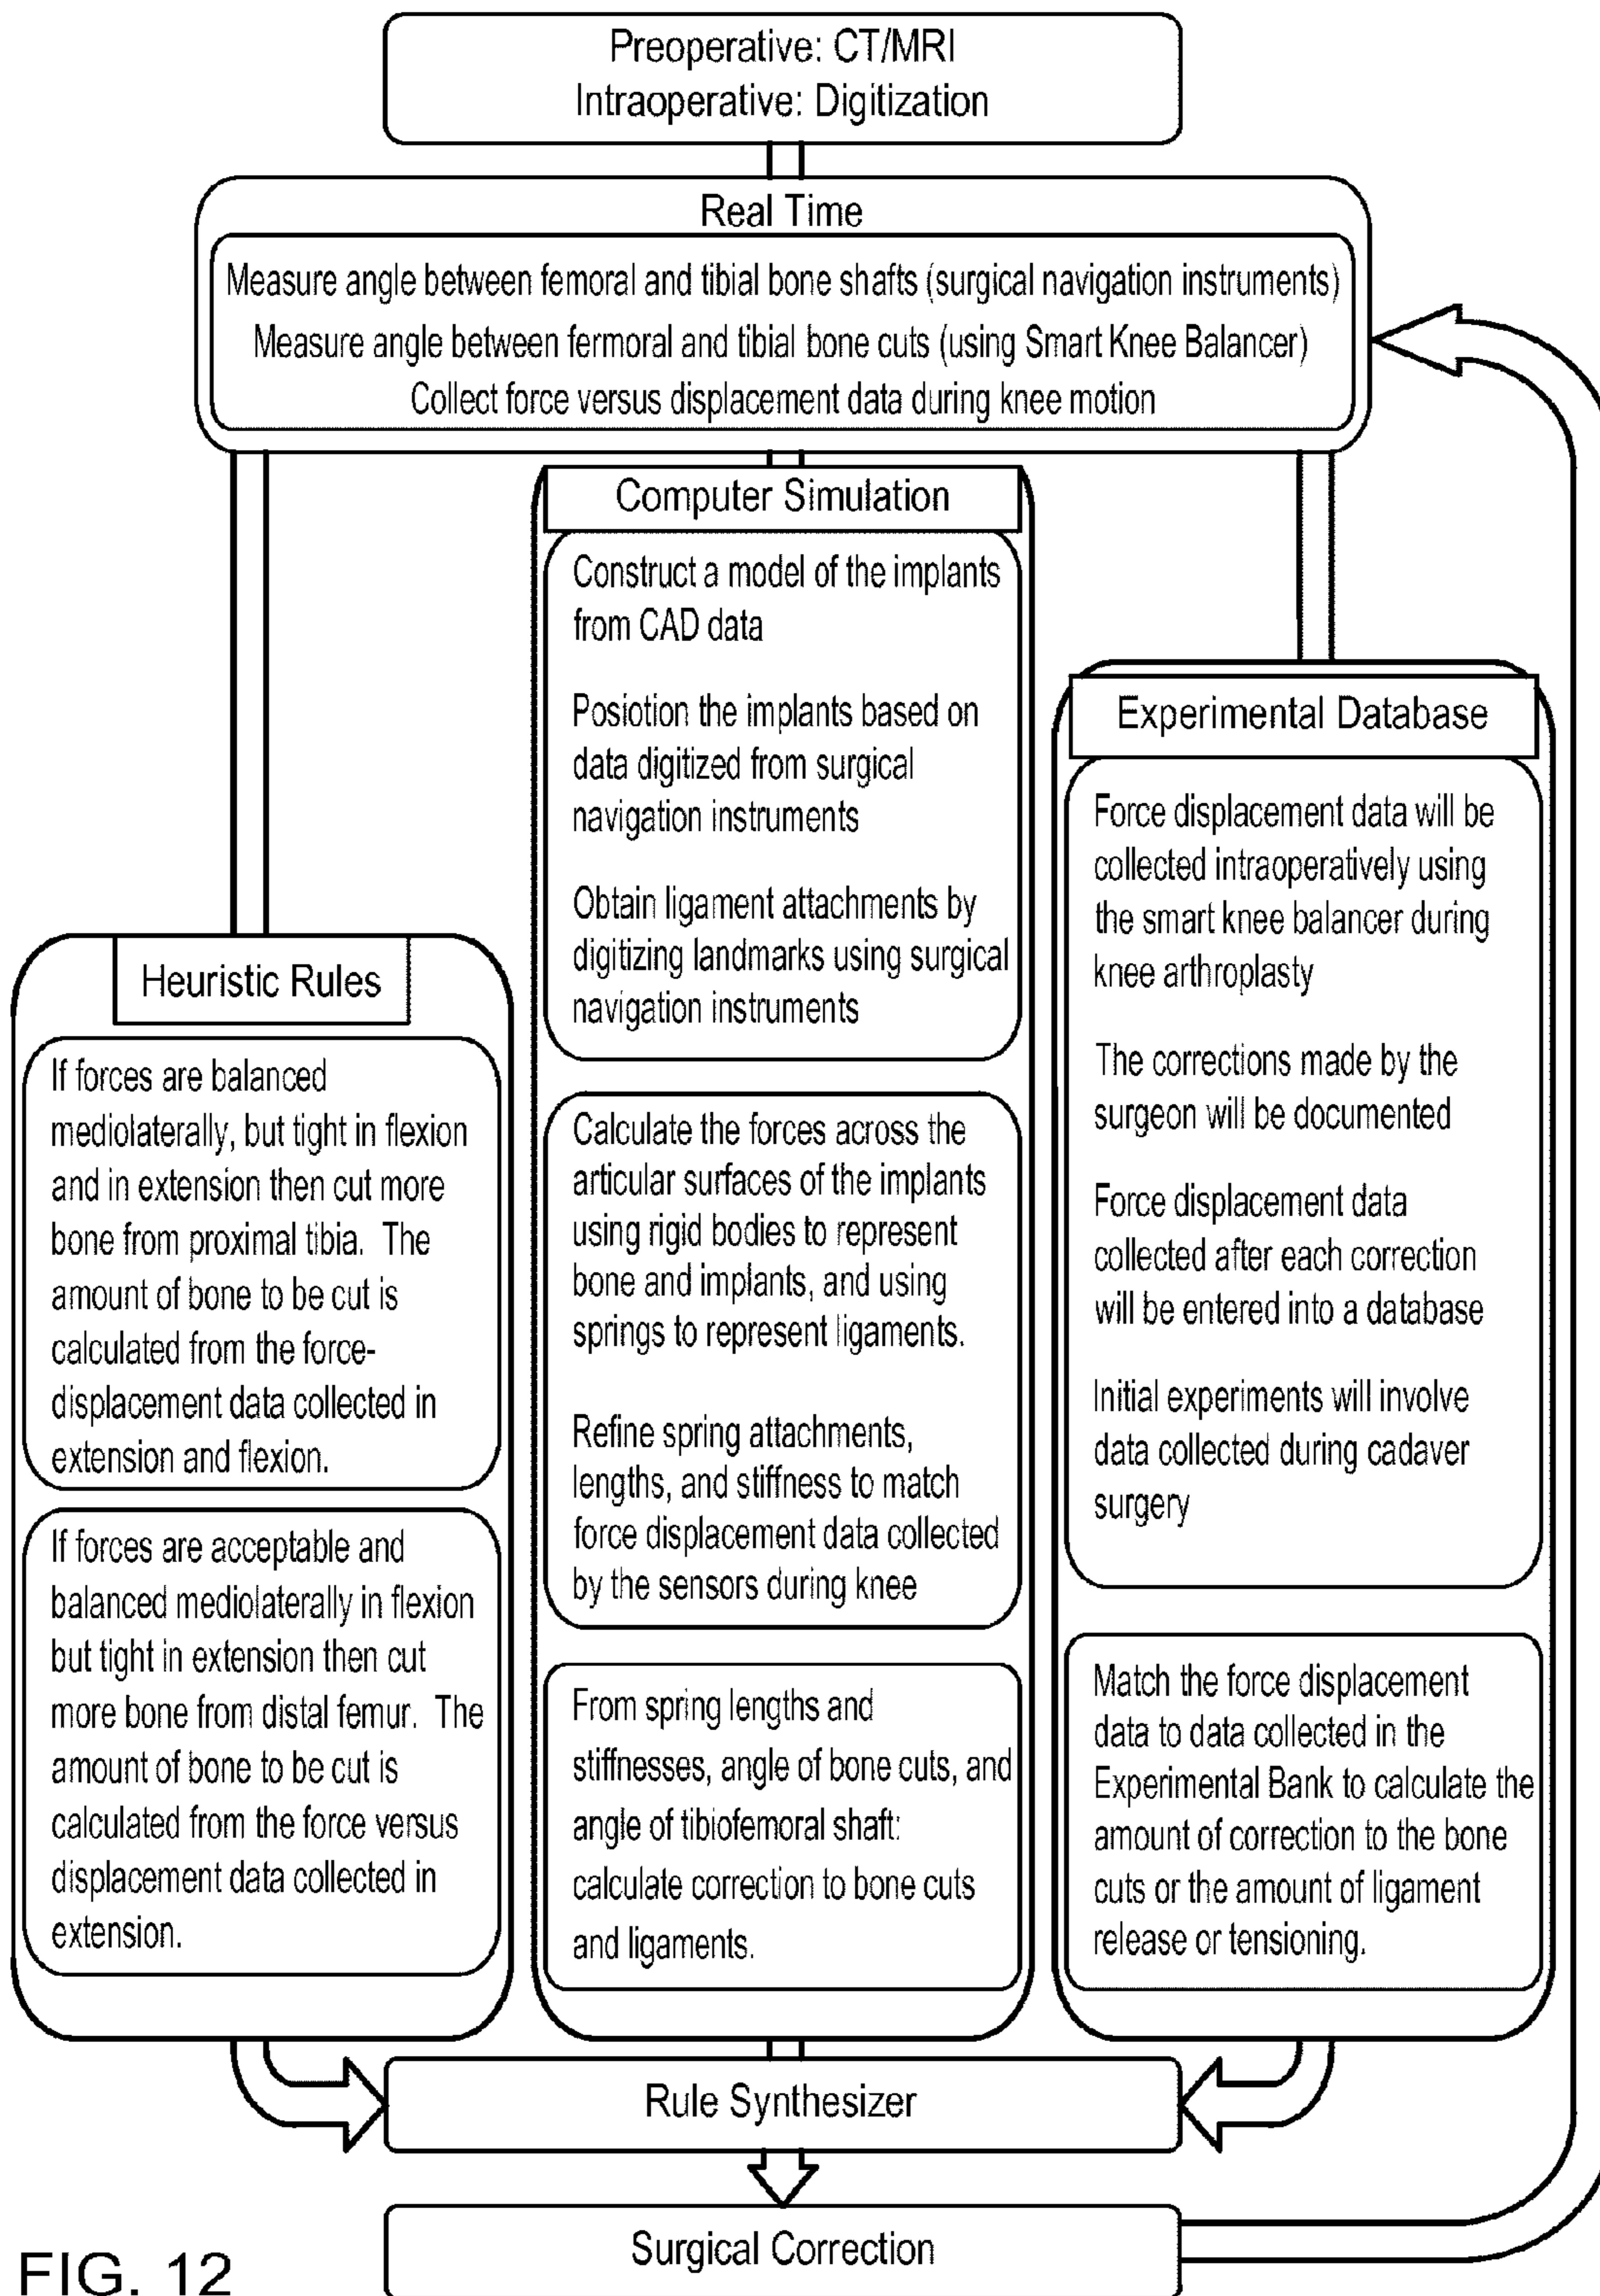 Preoperative: CT/MRI
Intraoperative: Digitization
Real Time
Measure angle between femoral and tibial bone shafts (surgical navigation instruments)
Measure angle between fermoral and tibial bone cuts (using Smart Knee Balancer)
Collect force versus displacement data during knee motion
Heuristic Rules
If forces are balanced
mediolaterally, but tight in flexion
and in extension then cut more
bone from proximal tibia. The
amount of bone to be cut is
calculated from the force-
displacement data collected in
extension and flexion.
If forces are acceptable and
balanced mediolaterally in flexion
but tight in extension then cut
more bone from distal femur. The
amount of bone to be cut is
calculated from the force versus
displacement data collected in
extension.
Computer Simulation
Construct a model of the implants
from CAD data
Posiotion the implants based on
data digitized from surgical
navigation instruments
Obtain ligament attachments by
digitizing landmarks using surgical
navigation instruments
Calculate the forces across the
articular surfaces of the implants
using rigid bodies to represent
bone and implants, and using
springs to represent ligaments.
Refine spring attachments,
lengths, and stiffness to match
force displacement data collected
by the sensors during knee
From spring lengths and
stiffnesses, angle of bone cuts, and
angle of tibiofemoral shaft:
calculate correction to bone cuts
and ligaments.
Experimental Database
Force displacement data will be
collected intraoperatively using
the smart knee balancer during
knee arthroplasty
The corrections made by the
surgeon will be documented
Force displacement data
collected after each correction
will be entered into a database
Initial experiments will involve
data collected during cadaver
surgery
Match the force displacement
data to data collected in the
Experimental Bank to calculate the
amount of correction to the bone
cuts or the amount of ligament
release or tensioning.
Rule Synthesizer
Surgical Correction
FIG. 12